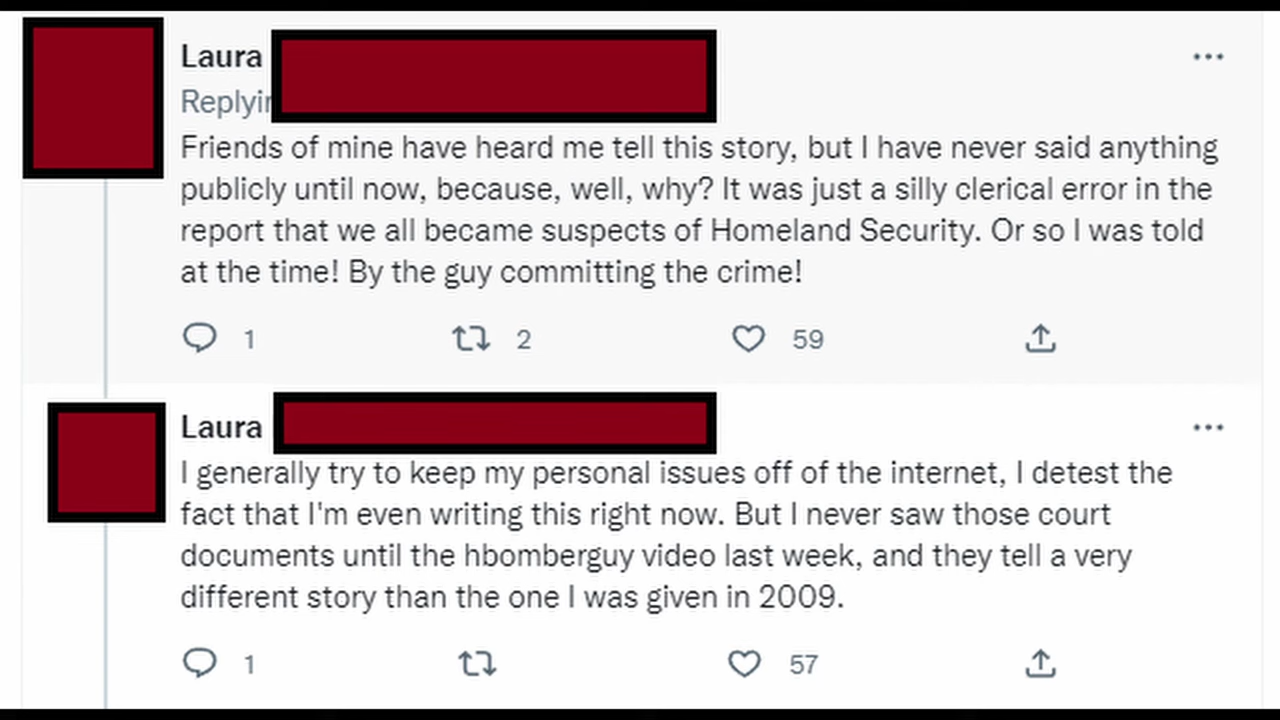 Laura
Replyin
Friends of mine have heard me tell this story, but I have never said anything
publicly until now, because, well, why? It was just a silly clerical error in the
report that we all became suspects of Homeland Security. Or so I was told
at the time! By the guy committing the crime!
1 2 59
Laura
I generally try to keep my personal issues off of the internet, I detest the
fact that I'm even writing this right now. But I never saw those court
documents until the hbomberguy video last week, and they tell a very
different story than the one I was given in 2009.
1 57